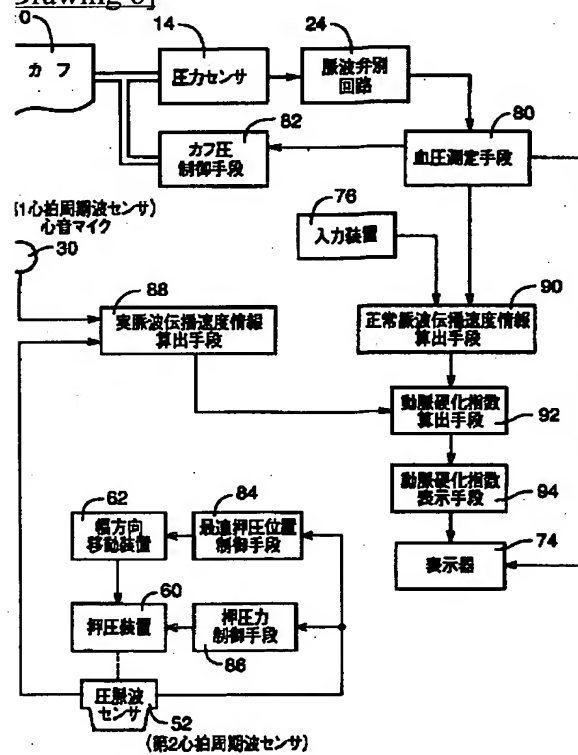 Drawing 6]
0
カフ
14
圧力センサ
24
脈波弁別
回路
82
カフ圧
制御手段
80
血圧測定手段
(第1心拍周期波センサ)
心音マイク
30
76
入力装置
88
実脈波伝播速度情報
算出手段
90
正常脈波伝播速度情報
算出手段
動脈硬化指数
算出手段
92
動脈硬化指数
表示手段
94
62
幅方向
移動装置
84
最適押圧位置
制御手段
74
表示器
60
押圧装置
押圧力
制御手段
86
圧脈波
センサ
52
(第2心拍周期波センサ)